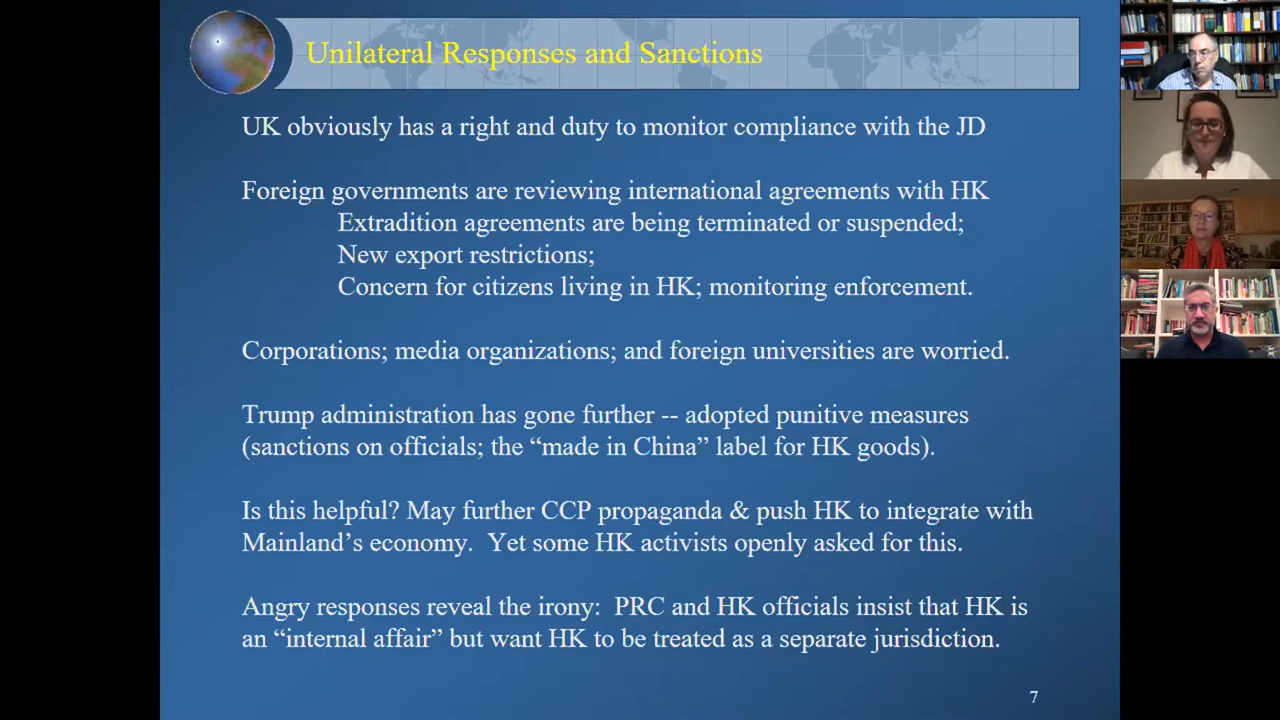 Unilateral Responses and Sanctions
UK obviously has a right and duty to monitor compliance with the JD
Foreign governments are reviewing international agreements with HK
Extradition agreements are being terminated or suspended;
New export restrictions;
Concern for citizens living in HK; monitoring enforcement.
Corporations; media organizations; and foreign universities are worried.
Trump administration has gone further -- adopted punitive measures
(sanctions on officials; the “made in China” label for HK goods).
Is this helpful? May further CCP propaganda & push HK to integrate with
Mainland’s economy.  Yet some HK activists openly asked for this.
Angry responses reveal the irony:  PRC and HK officials insist that HK is
an “internal affair” but want HK to be treated as a separate jurisdiction.
7